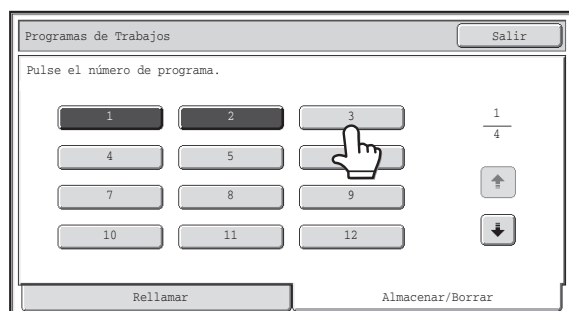 Programas de Trabajos
Salir
Pulse el número de programa.
1
2
3
4
5
7
8
9
10
11
12
1
4
Rellamar
Almacenar/Borrar